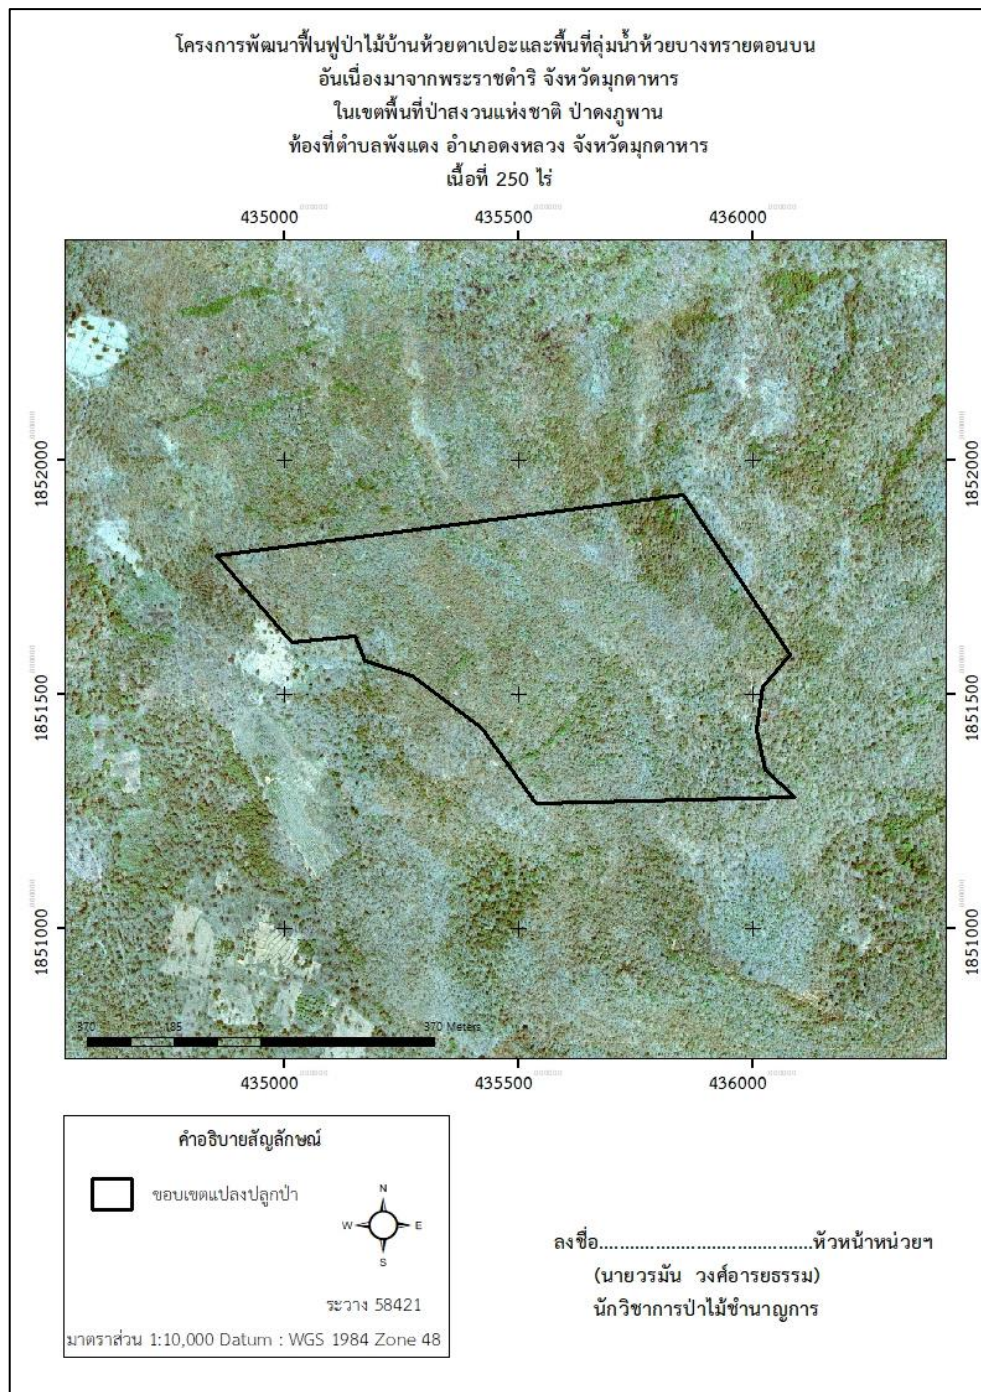 โครงการพัฒนาฟื้นฟูป่าไม้บ้านห้วยตาเปอะและพื้นที่ลุ่มน้ำห้วยบางทรายตอนบน
อันเนื่องมาจากพระราชดำริ จังหวัดมุกดาหาร
ในเขตพื้นที่ป่าสงวนแห่งชาติ ป่าดงภูพาน
ท้องที่ตำบลพังแดง อำเภอดงหลวง จังหวัดมุกดาหาร
เนื้อที่ 250 ไร่
435000 435500 436000
.000000 .000000 .000000
1852000 1852000
1851500 1851500
1851000 1851000
370 185 370 Meters
435000 435500 436000
.000000 .000000 .000000
คำอธิบายสัญลักษณ์
ขอบเขตแปลงปลูกป่า
N
W E
S
ระวาง 58421
มาตราส่วน 1:10,000 Datum : WGS 1984 Zone 48
ลงชื่อ.......................................หัวหน้าหน่วยฯ
(นายวรมัน วงศ์อารยธรรม)
นักวิชาการป่าไม้ชำนาญการ